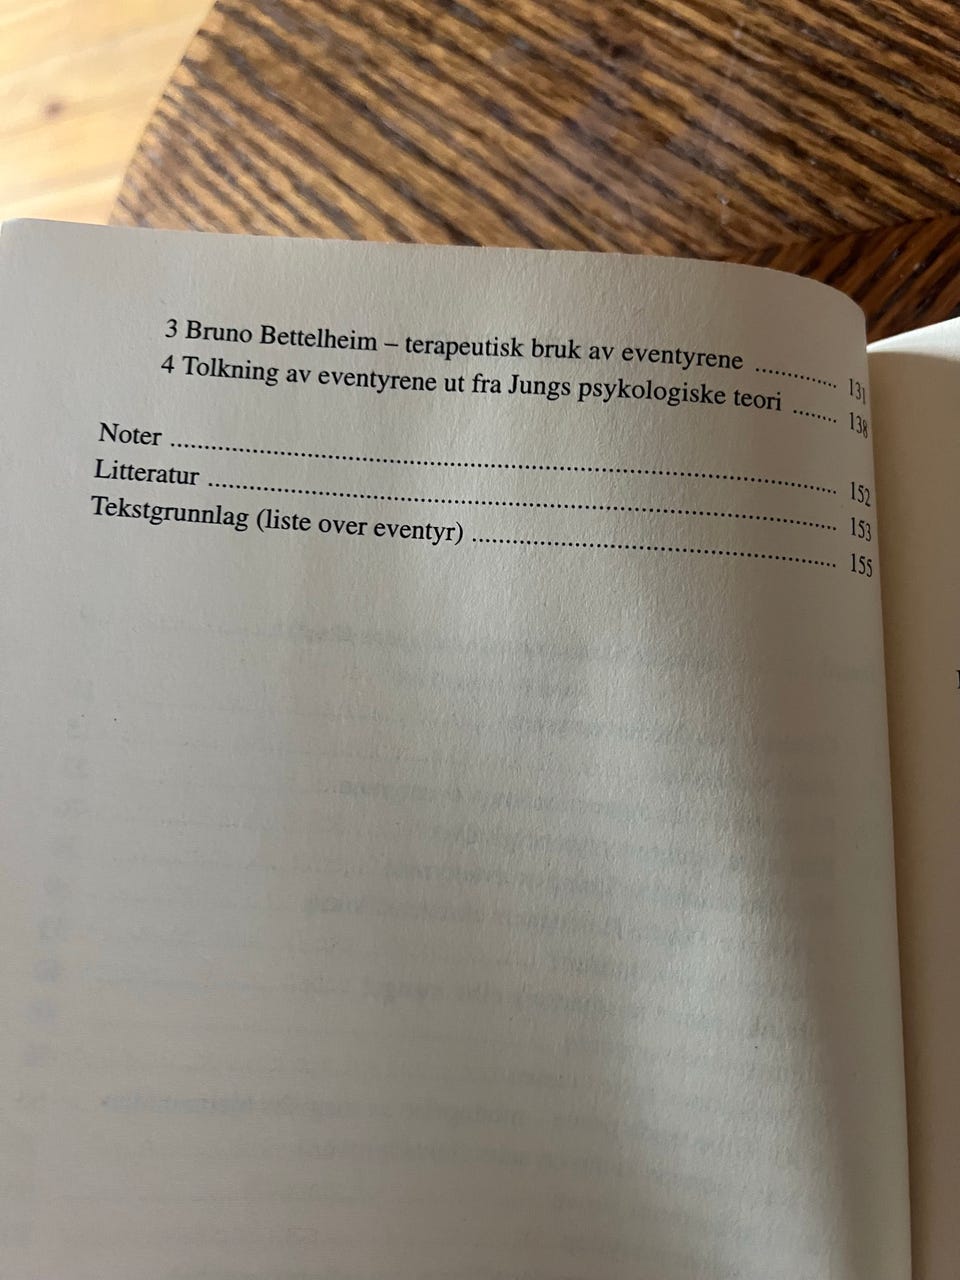 3 Bruno Bettelheim – terapeutisk bruk av eventyrene ............. 131
4 Tolkning av eventyrene ut fra Jungs psykologiske teori ........ 138
Noter ........................................................................ 152
Litteratur .................................................................... 153
Tekstgrunnlag (liste over eventyr) .......................................... 155